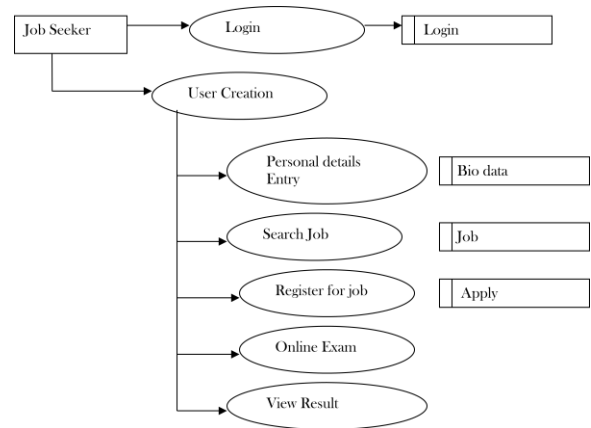 Job Seeker
Login
Login
User Creation
Personal details
Entry
Bio data
Search Job
Job
Register for job
Apply
Online Exam
View Result